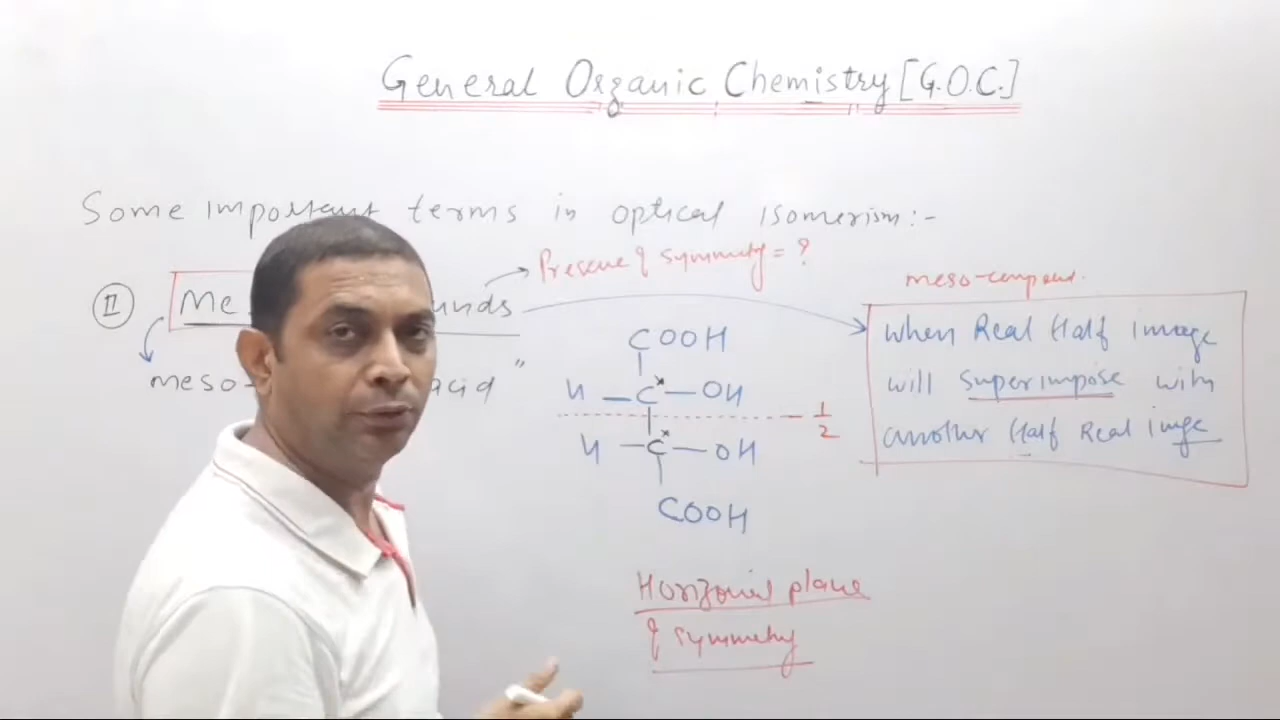 General Organic Chemistry [G.O.C.]
Some important terms in optical isomerism:-
Presence of symmetry = ?
meso-compound.
II Me unds
meso- acid "
COOH
H - C* - OH
1/2
H - C* - OH
COOH
When Real Half image
will superimpose with
another Half Real image
Horizontal plane
of symmetry